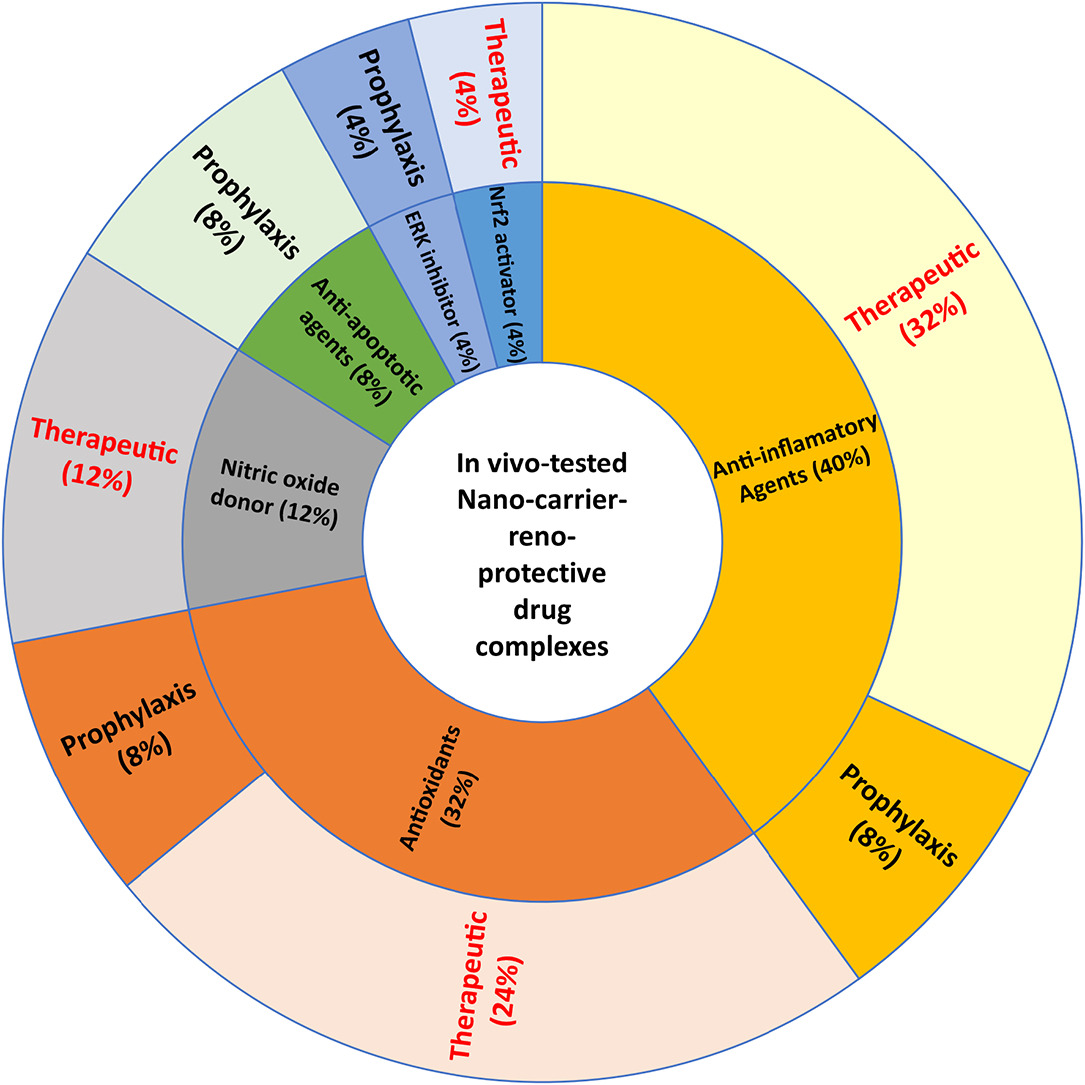 In vivo-tested
Nano-carrier-
reno-
protective
drug
complexes
Anti-inflamatory
Agents (40%)
Therapeutic
(32%)
Prophylaxis
(8%)
Antioxidants
(32%)
Therapeutic
(24%)
Prophylaxis
(8%)
Nitric oxide
donor (12%)
Therapeutic
(12%)
Anti-apoptotic
agents (8%)
Prophylaxis
(8%)
ERK inhibitor (4%)
Prophylaxis
(4%)
Nrf2 activator (4%)
Therapeutic
(4%)